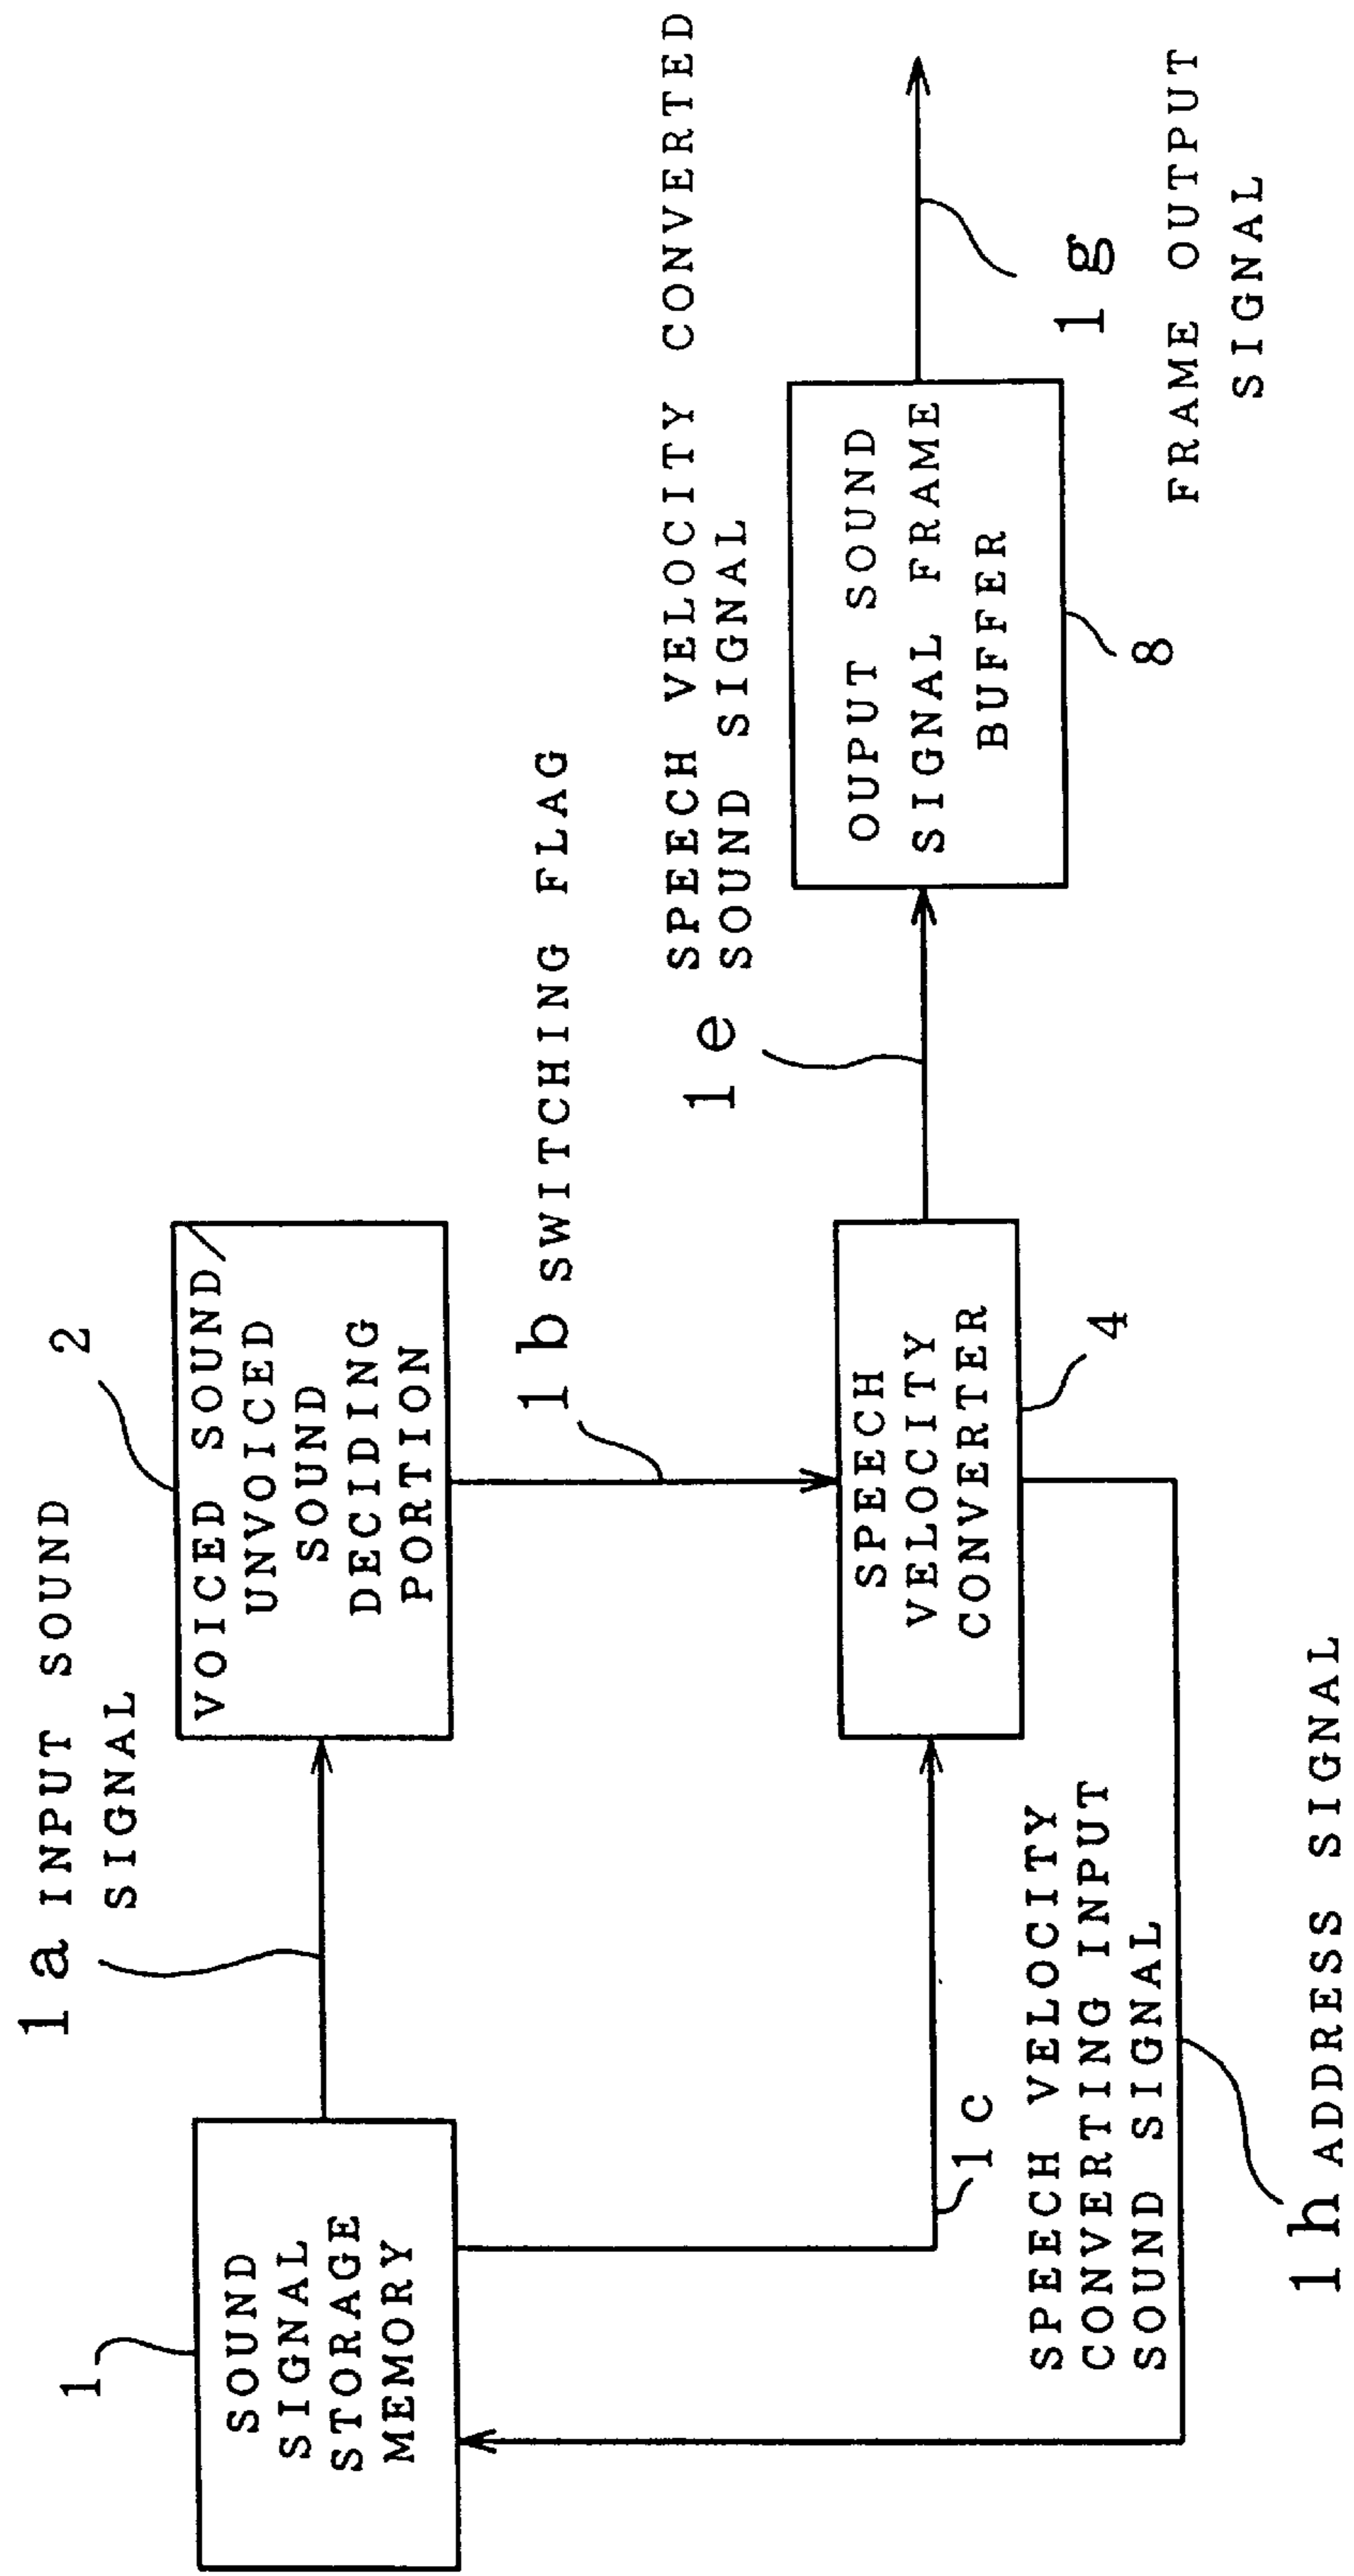 1
SOUND
SIGNAL
STORAGE
MEMORY
1a INPUT SOUND
SIGNAL
2
VOICED SOUND/
UNVOICED
SOUND
DECIDING
PORTION
1b SWITCHING FLAG
1c
SPEECH VELOCITY
CONVERTING INPUT
SOUND SIGNAL
SPEECH
VELOCITY
CONVERTER
4
1h ADDRESS SIGNAL
1e SPEECH VELOCITY CONVERTED
SOUND SIGNAL
OUPUT SOUND
SIGNAL FRAME
BUFFER
8
1g
FRAME OUTPUT
SIGNAL